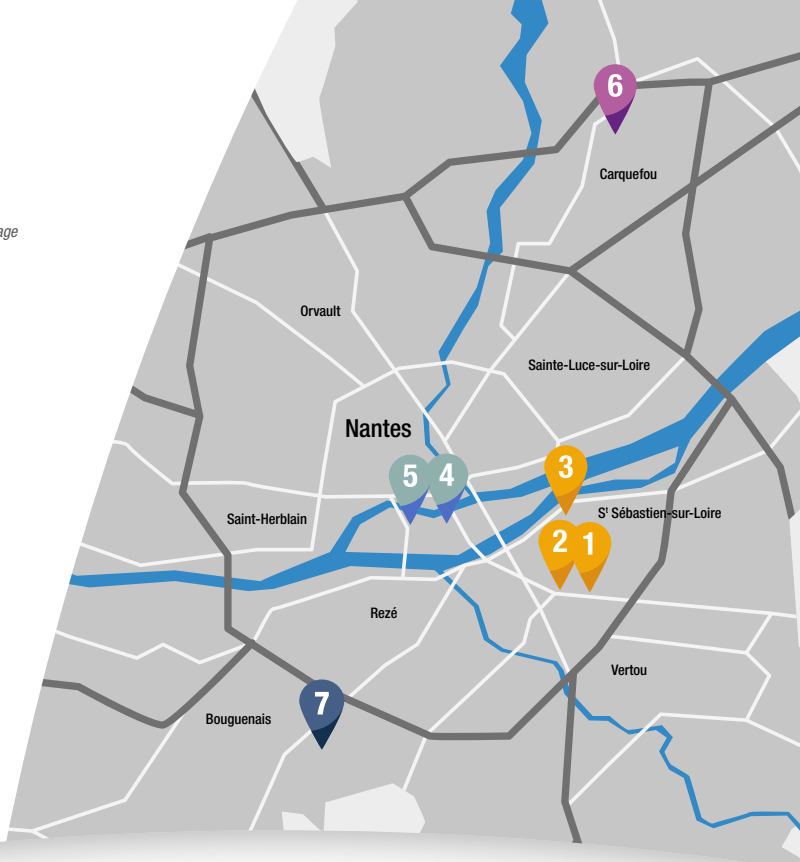 6
Carquefou
age
Orvault
Sainte-Luce-sur-Loire
Nantes
3
5
4
Saint-Herblain
St Sébastien-sur-Loire
2
1
Rezé
Vertou
7
Bouguenais